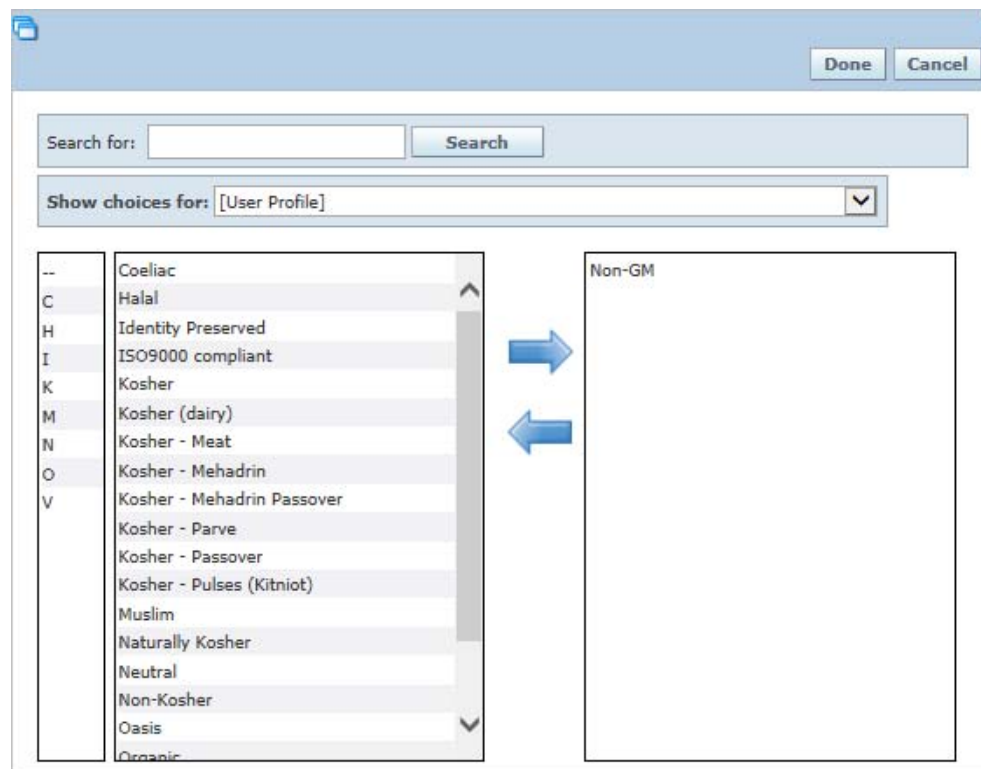 Done Cancel
Search for: Search
Show choices for: [User Profile]
--
C
H
I
K
M
N
O
V
Coeliac
Halal
Identity Preserved
ISO9000 compliant
Kosher
Kosher (dairy)
Kosher - Meat
Kosher - Mehadrin
Kosher - Mehadrin Passover
Kosher - Parve
Kosher - Passover
Kosher - Pulses (Kitniot)
Muslim
Naturally Kosher
Neutral
Non-Kosher
Oasis
Organic
Non-GM